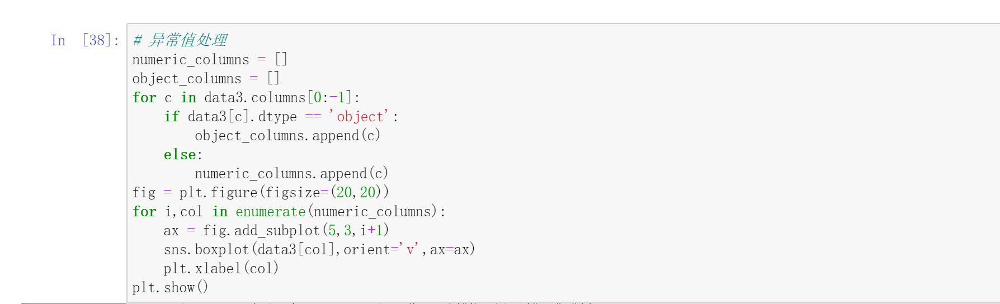 In [38]:
# 异常值处理
numeric_columns = []
object_columns = []
for c in data3.columns[0:-1]:
    if data3[c].dtype == 'object':
        object_columns.append(c)
    else:
        numeric_columns.append(c)
fig = plt.figure(figsize=(20,20))
for i,col in enumerate(numeric_columns):
    ax = fig.add_subplot(5,3,i+1)
    sns.boxplot(data3[col],orient='v',ax=ax)
    plt.xlabel(col)
plt.show()